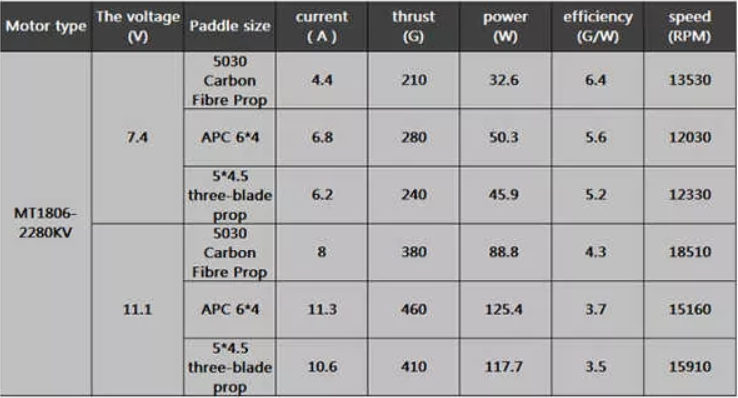 Motor type The voltage (V) Paddle size current ( A ) thrust (G) power (W) efficiency (G/W) speed (RPM)
MT1806-2280KV
7.4
5030 Carbon Fibre Prop 4.4 210 32.6 6.4 13530
APC 6*4 6.8 280 50.3 5.6 12030
5*4.5 three-blade prop 6.2 240 45.9 5.2 12330
11.1
5030 Carbon Fibre Prop 8 380 88.8 4.3 18510
APC 6*4 11.3 460 125.4 3.7 15160
5*4.5 three-blade prop 10.6 410 117.7 3.5 15910